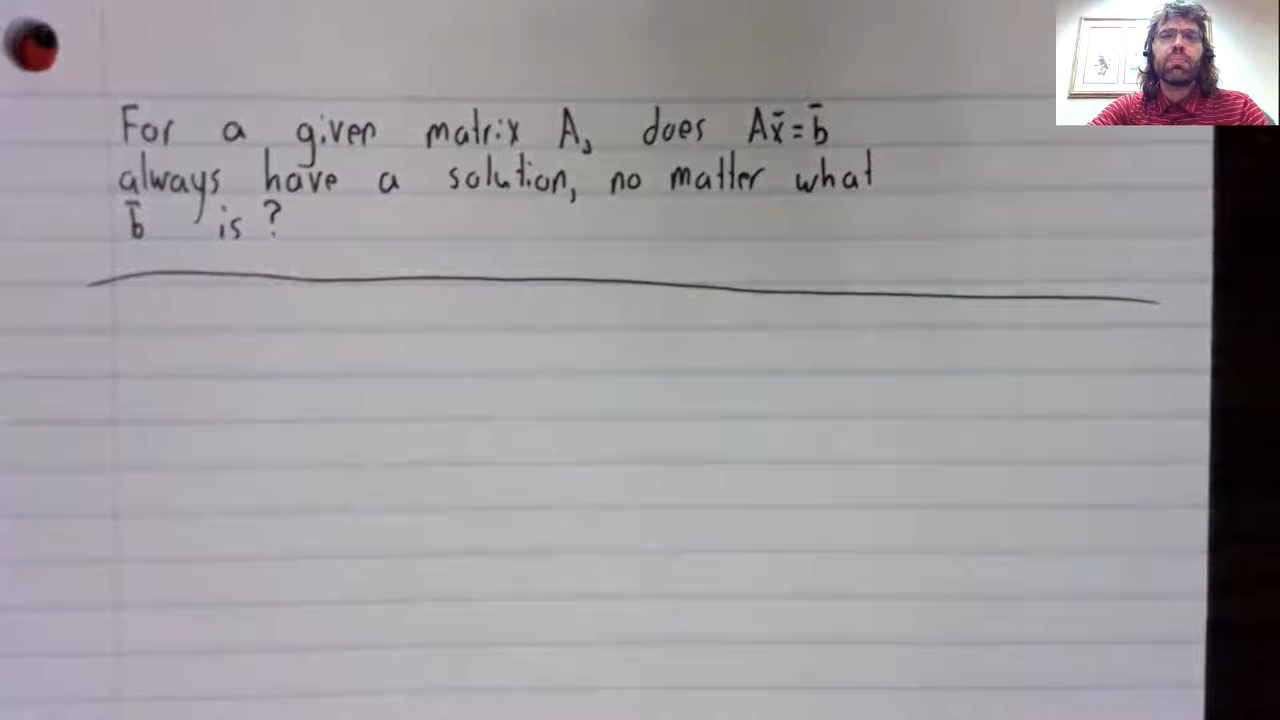 For a given matrix A, does Ax̄ = b̄
always have a solution, no matter what
b̄ is?